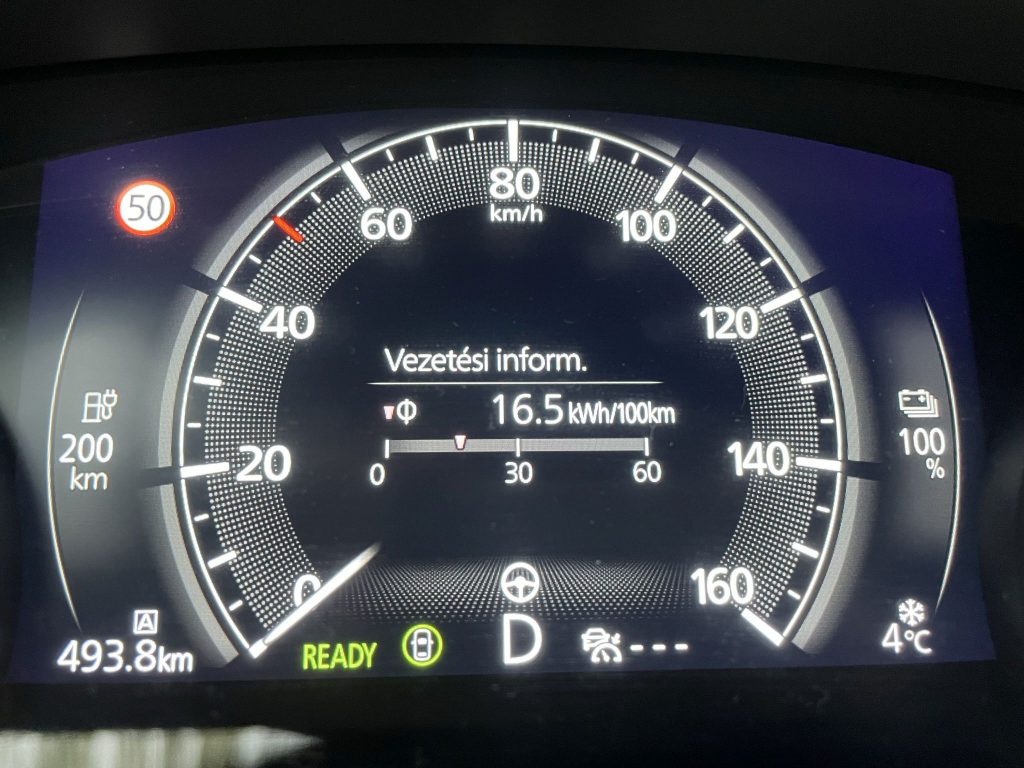 50
80
km/h
60
100
40
120
Vezetési inform.
Φ 16.5 kWh/100km
0 30 60
200
km
100
%
20
140
0
160
A
493.8km
READY
D
---
4°C